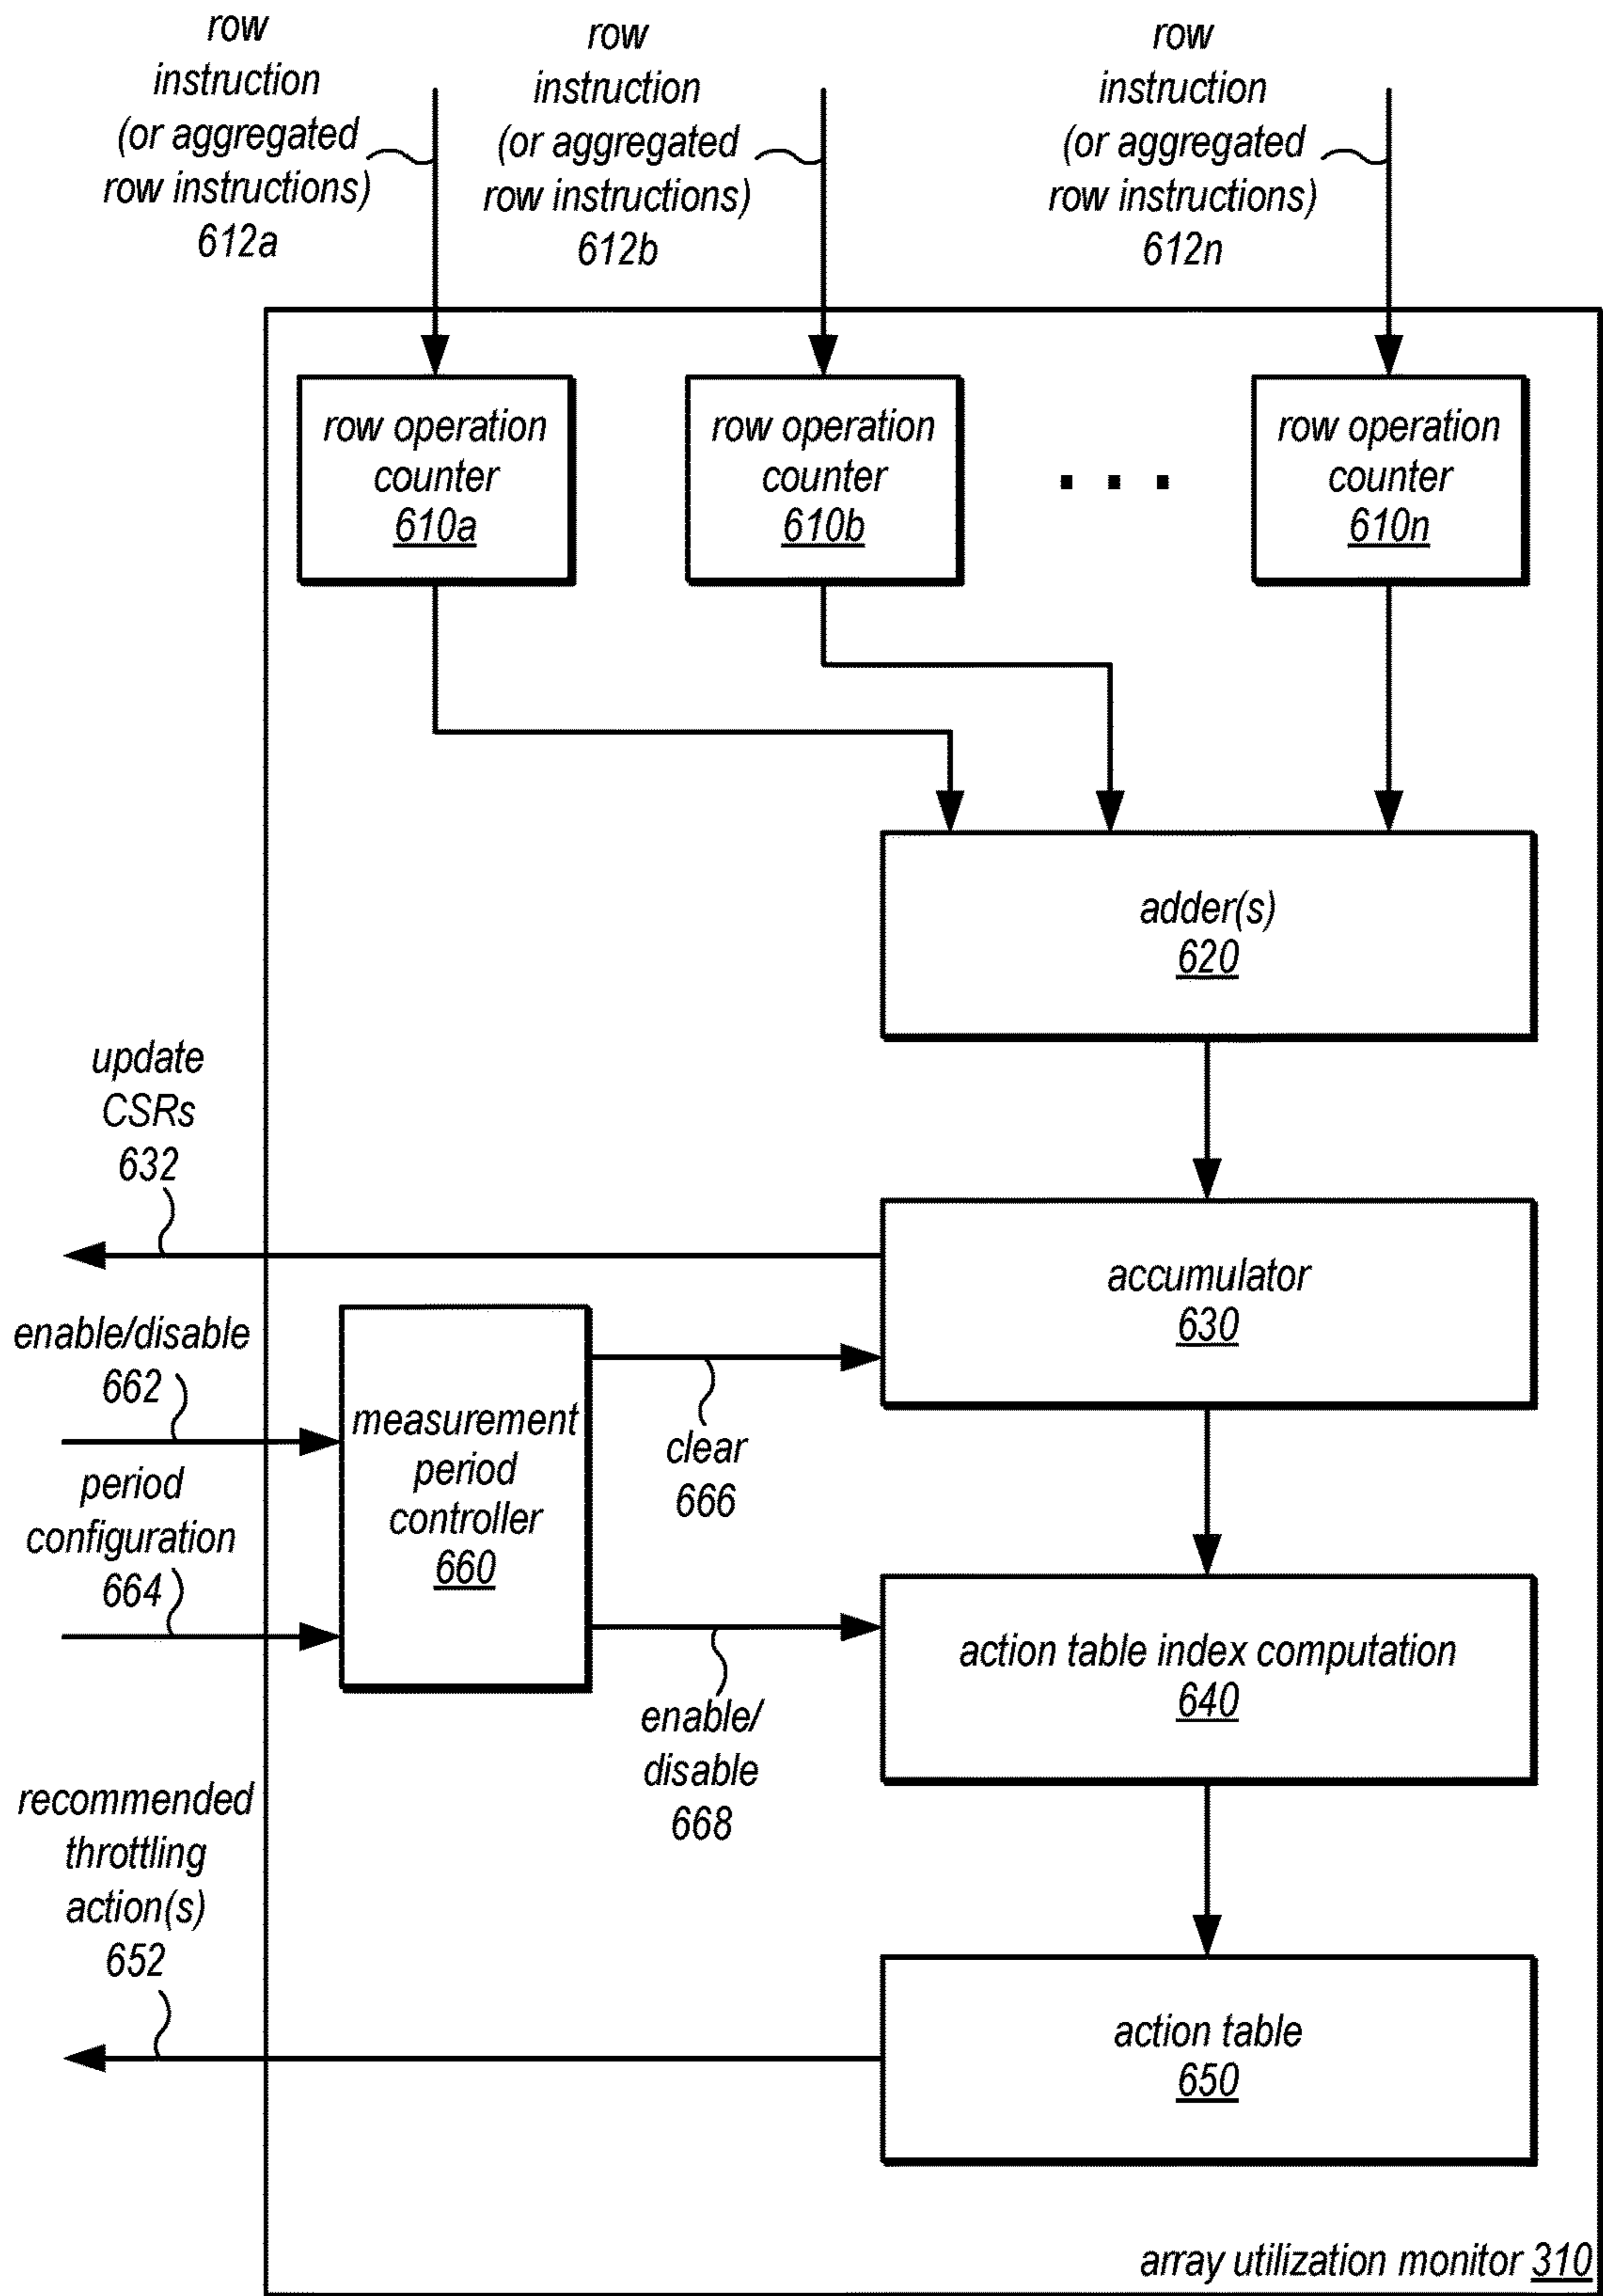 row
instruction
(or aggregated
row instructions)
612a
row
instruction
(or aggregated
row instructions)
612b
row
instruction
(or aggregated
row instructions)
612n
row operation
counter
610a
row operation
counter
610b
. . .
row operation
counter
610n
adder(s)
620
update
CSRs
632
accumulator
630
enable/disable
662
measurement
period
controller
660
clear
666
period
configuration
664
action table index computation
640
enable/
disable
668
recommended
throttling
action(s)
652
action table
650
array utilization monitor 310